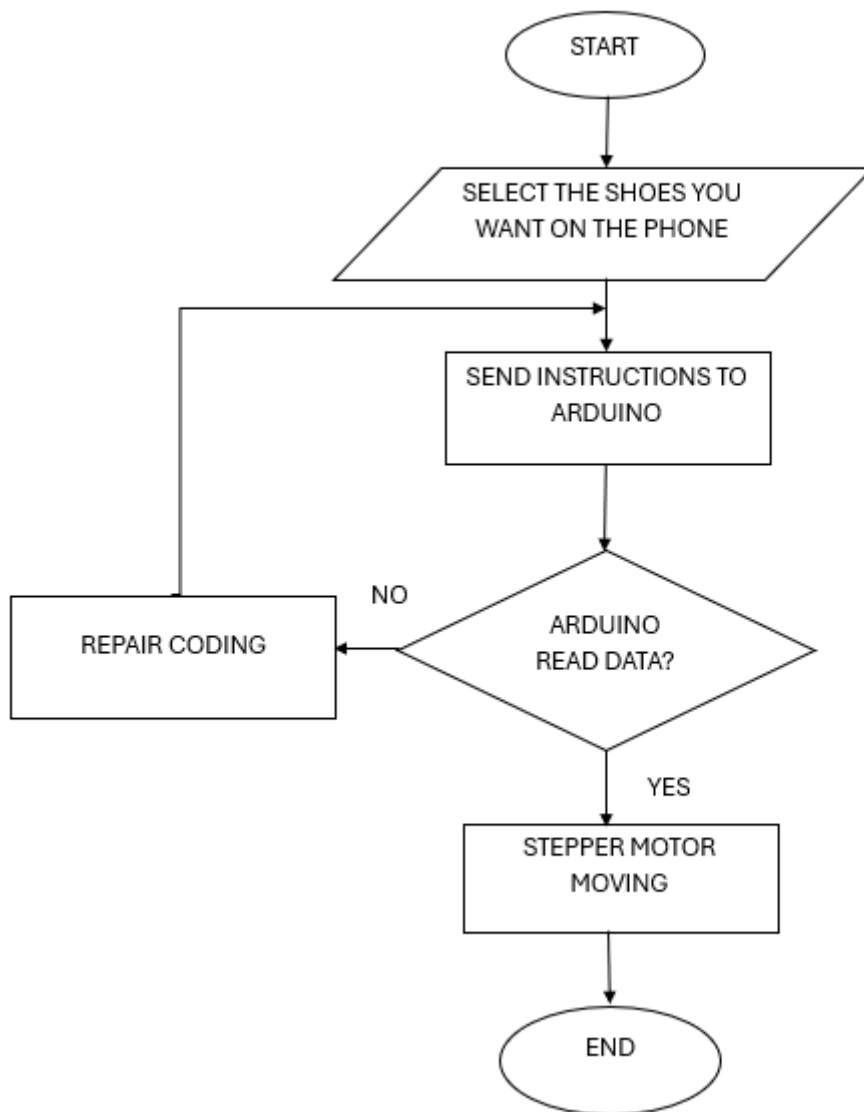 START
SELECT THE SHOES YOU
WANT ON THE PHONE
SEND INSTRUCTIONS TO
ARDUINO
NO
REPAIR CODING
ARDUINO
READ DATA?
YES
STEPPER MOTOR
MOVING
END